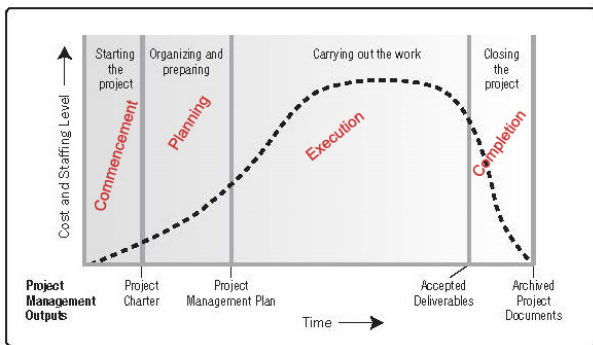 Starting
the
project
Organizing and
preparing
Carrying out the work
Closing
the
project
Cost and Staffing Level
Commencement
Planning
Execution
Completion
Project
Management
Outputs
Project
Charter
Project
Management Plan
Accepted
Deliverables
Archived
Project
Documents
Time